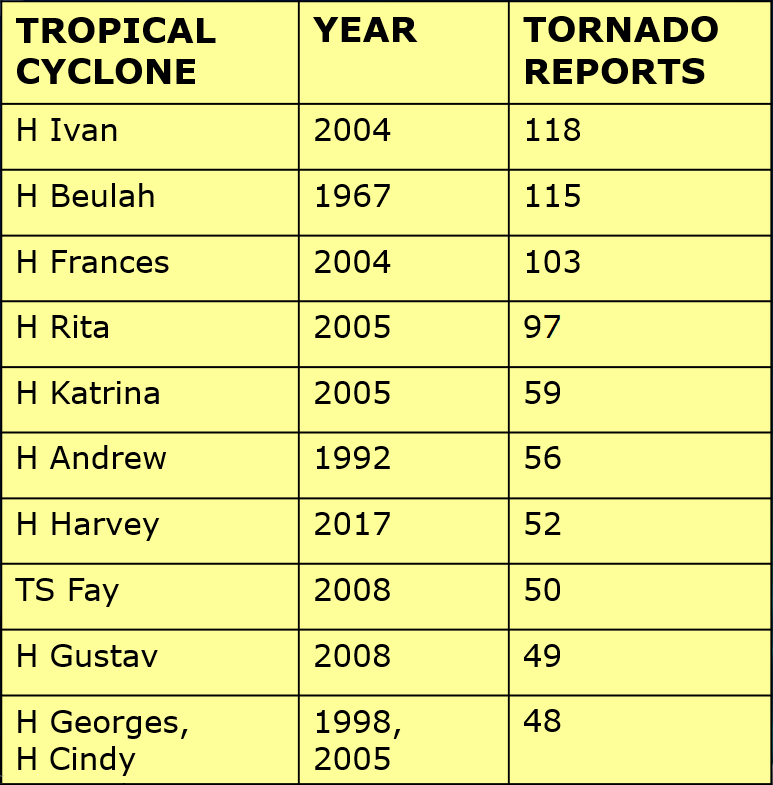 TROPICAL CYCLONE YEAR TORNADO REPORTS
H Ivan 2004 118
H Beulah 1967 115
H Frances 2004 103
H Rita 2005 97
H Katrina 2005 59
H Andrew 1992 56
H Harvey 2017 52
TS Fay 2008 50
H Gustav 2008 49
H Georges, 1998, 48
H Cindy 2005